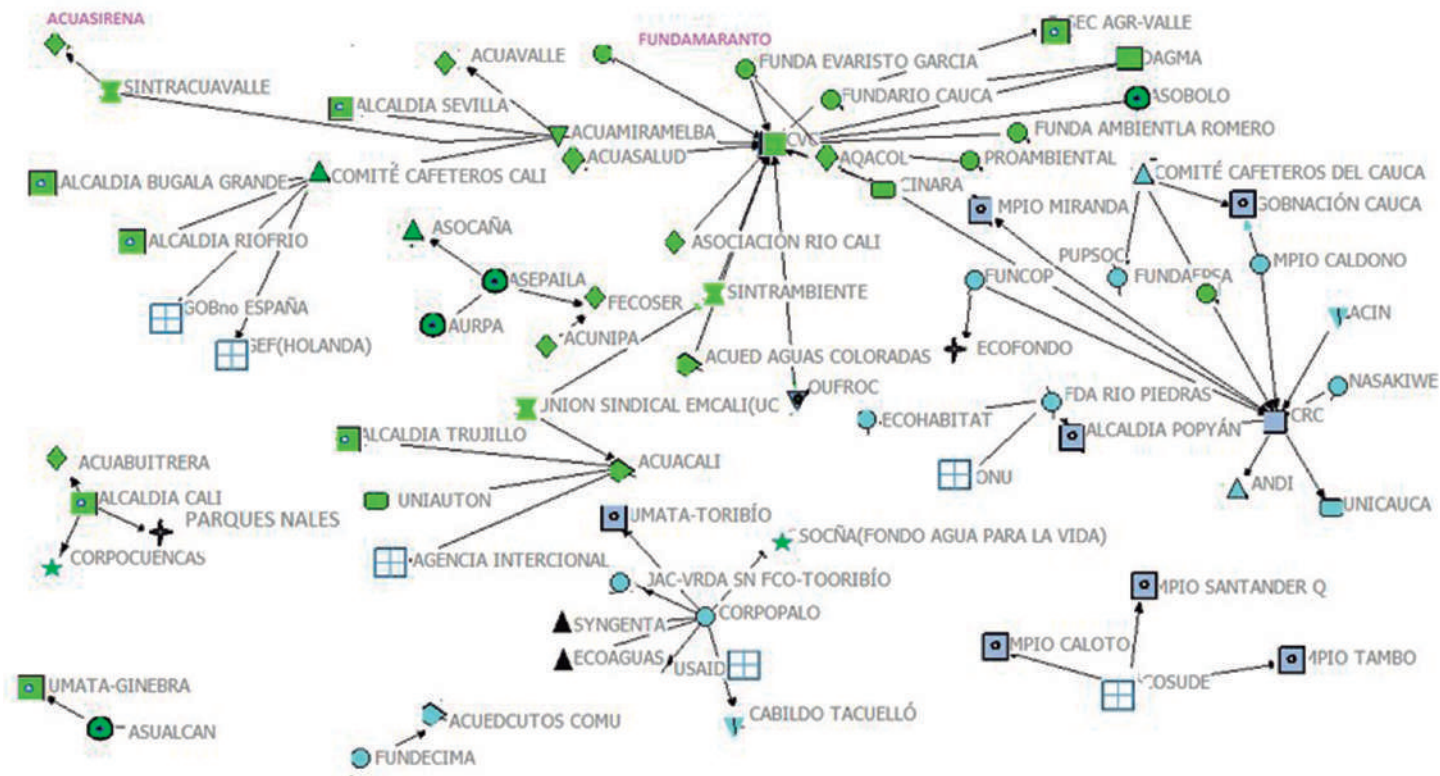 ACUASIRENA
FUNDAMARANTO
SEC AGR-VALLE
ACUAVALLE
FUNDA EVARISTO GARCIA
DAGMA
SINTRACUAVALLE
FUNDARIO CAUCA
ASOBOLO
ALCALDIA SEVILLA
ACUAMIRAMELBA
CVC
FUNDA AMBIENTLA ROMERO
ACUASALUD
AQACOL
PROAMBIENTAL
ALCALDIA BUGALA GRANDE
COMITÉ CAFETEROS CALI
CINARA
COMITÉ CAFETEROS DEL CAUCA
MPIO MIRANDA
GOBNACIÓN CAUCA
ALCALDIA RIOFRIO
ASOCAÑA
ASOCIACIÓN RIO CALI
PUPSOC
ASEPAILA
FUNCOP
FUNDAEPSA
MPIO CALDONO
SINTRAMBIENTE
GOBno ESPAÑA
FECOSER
AURPA
ACIN
GEF(HOLANDA)
ACUNIPA
ACUED AGUAS COLORADAS
ECOFONDO
OUFROC
NASAKIWE
UNION SINDICAL EMCALI(UC
FDA RIO PIEDRAS
ECOHABITAT
CRC
ALCALDIA TRUJILLO
ALCALDIA POPYÁN
ACUABUITRERA
ACUACALI
ONU
ANDI
ALCALDIA CALI
UNIAUTON
UNICAUCA
PARQUES NALES
UMATA-TORIBÍO
SOCÑA(FONDO AGUA PARA LA VIDA)
CORPOCUENCAS
AGENCIA INTERCIONAL
JAC-VRDA SN FCO-TOORIBÍO
MPIO SANTANDER Q
CORPOPALO
SYNGENTA
MPIO CALOTO
ECOAGUAS
USAID
MPIO TAMBO
UMATA-GINEBRA
COSUDE
ACUEDCUTOS COMU
CABILDO TACUELLÓ
ASUALCAN
FUNDECIMA